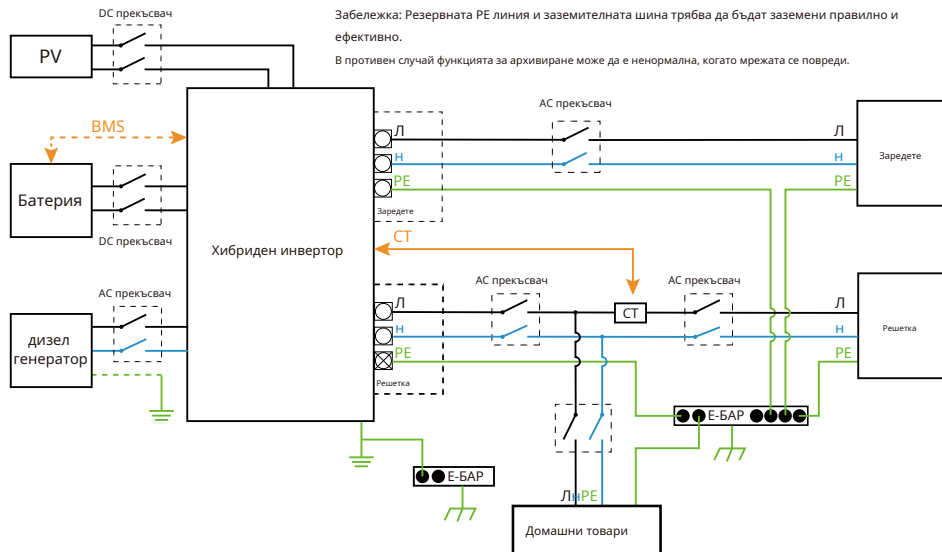 DC прекъсвач
Забележка: Резервната PE линия и заземителната шина трябва да бъдат заземени правилно и
ефективно.
В противен случай функцията за архивиране може да е ненормална, когато мрежата се повреди.
PV
AC прекъсвач
BMS
Л
Л
н
н
Заредете
PE
PE
Батерия
Заредете
DC прекъсвач
CT
Хибриден инвертор
AC прекъсвач
AC прекъсвач
AC прекъсвач
Л
CT
Л
н
н
Решетка
дизел
генератор
PE
PE
Решетка
Е-БАР
Е-БАР
ЛнPE
Домашни товари